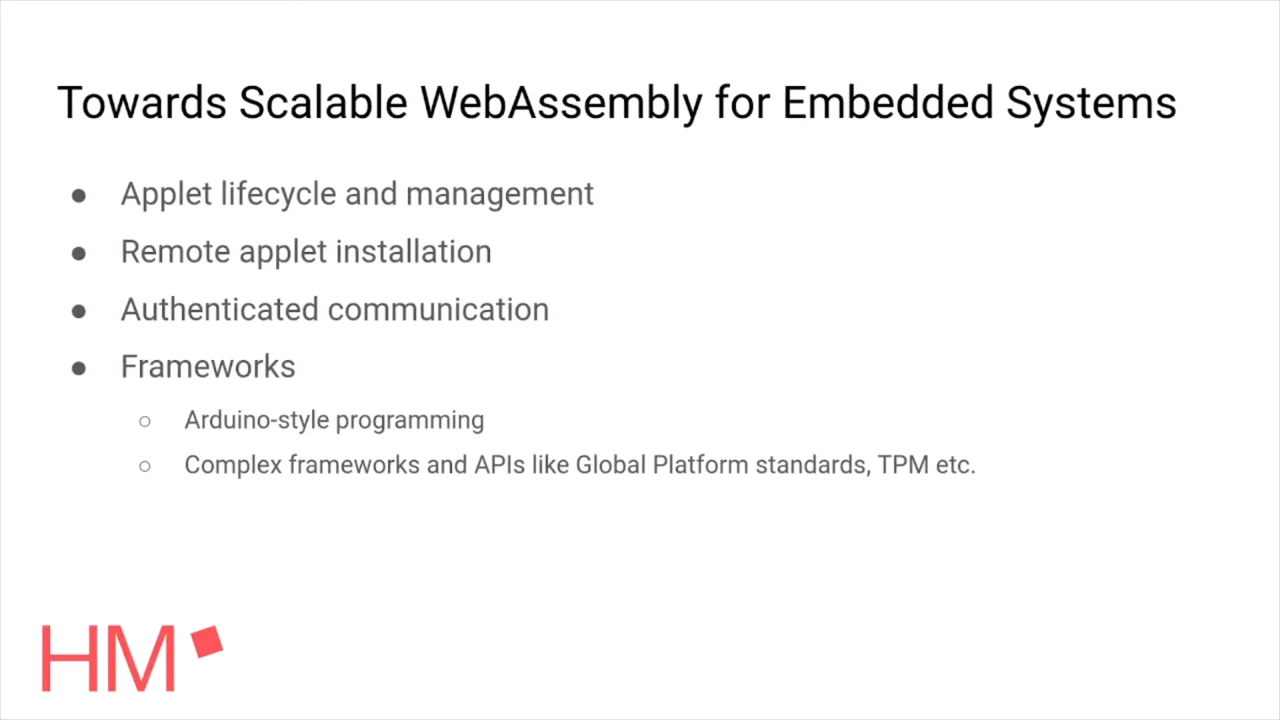 Towards Scalable WebAssembly for Embedded Systems
● Applet lifecycle and management
● Remote applet installation
● Authenticated communication
● Frameworks
○ Arduino-style programming
○ Complex frameworks and APIs like Global Platform standards, TPM etc.
HM